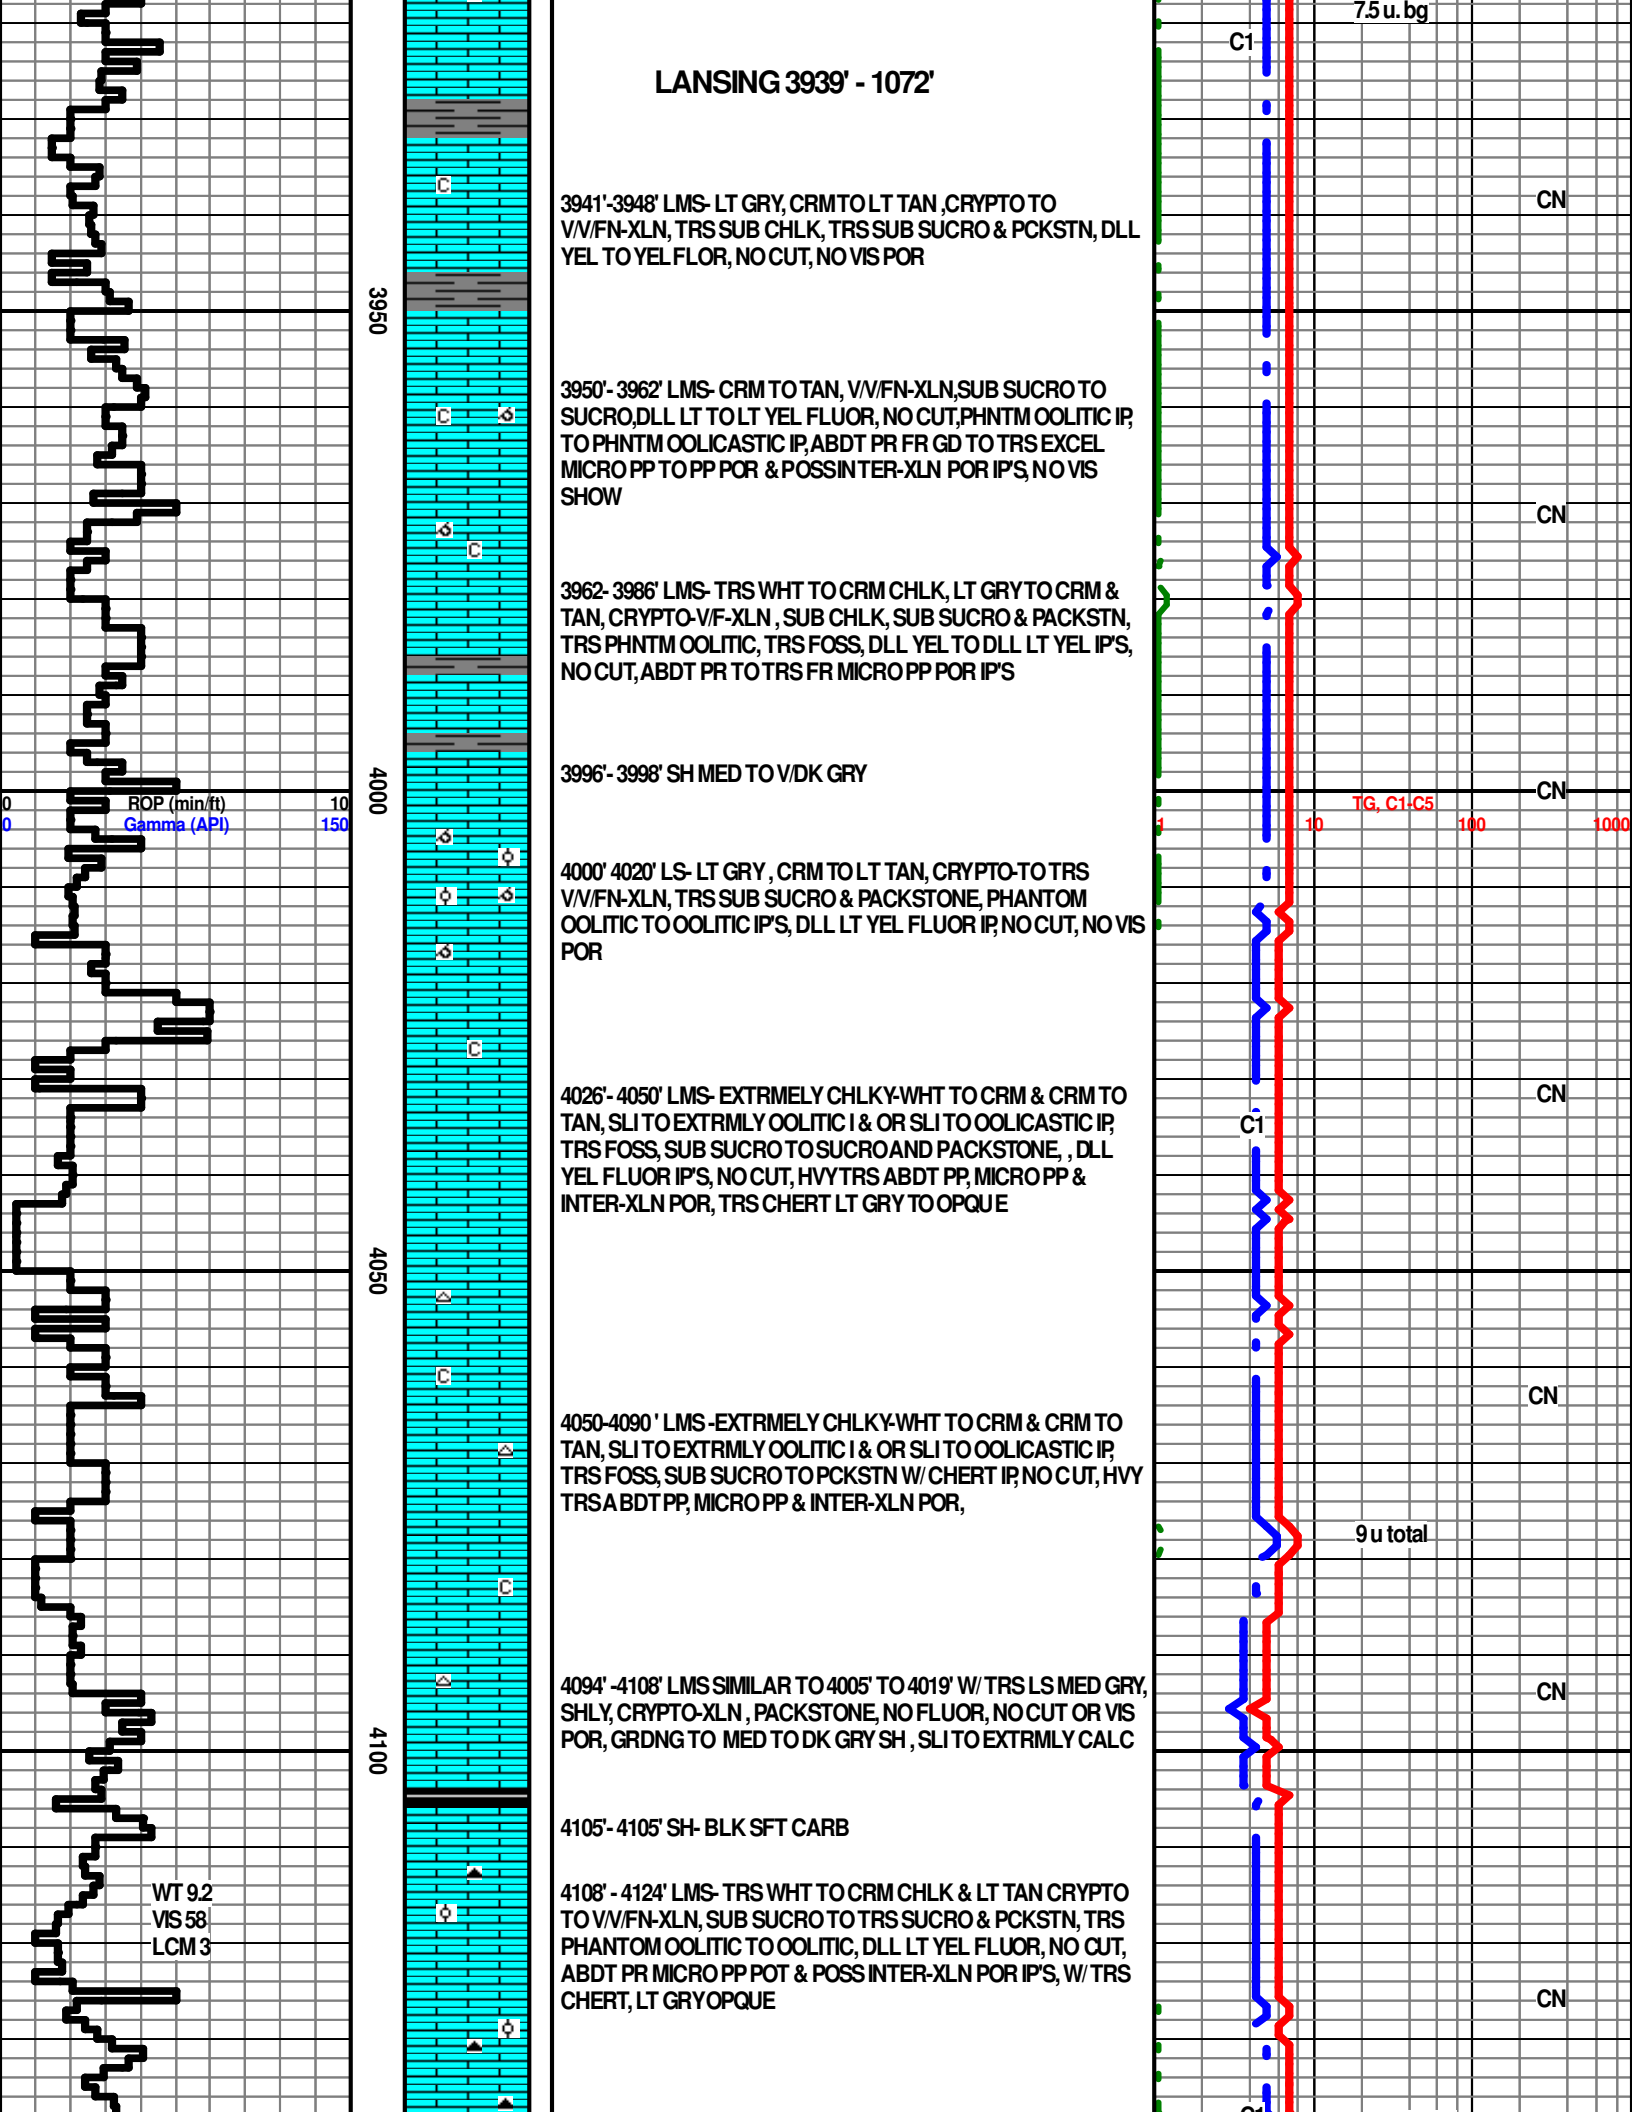 7.5 u. bg
C1
LANSING 3939' - 1072'
3941'-3948' LMS- LT GRY, CRM TO LT TAN ,CRYPTO TO
V/V/FN-XLN, TRS SUB CHLK, TRS SUB SUCRO & PCKSTN, DLL
YEL TO YEL FLOR, NO CUT, NO VIS POR
CN
3950
3950'- 3962' LMS- CRM TO TAN, V/V/FN-XLN,SUB SUCRO TO
SUCRO,DLL LT TO LT YEL FLUOR, NO CUT,PHNTM OOLITIC IP,
TO PHNTM OOLICASTIC IP, ABDT PR FR GD TO TRS EXCEL
MICRO PP TO PP POR & POSS INTER-XLN POR IP'S, NO VIS
SHOW
CN
3962- 3986' LMS- TRS WHT TO CRM CHLK, LT GRY TO CRM &
TAN, CRYPTO-V/F-XLN , SUB CHLK, SUB SUCRO & PACKSTN,
TRS PHNTM OOLITIC, TRS FOSS, DLL YEL TO DLL LT YEL IP'S,
NO CUT, ABDT PR TO TRS FR MICRO PP POR IP'S
3996'- 3998' SH MED TO V/DK GRY
CN
4000
0 ROP (min/ft) 10
0 Gamma (API) 150
TG, C1-C5
1 10 100 1000
4000' 4020' LS- LT GRY , CRM TO LT TAN, CRYPTO-TO TRS
V/V/FN-XLN, TRS SUB SUCRO & PACKSTONE, PHANTOM
OOLITIC TO OOLITIC IP'S, DLL LT YEL FLUOR IP, NO CUT, NO VIS
POR
4026'- 4050' LMS- EXTRMELY CHLKY-WHT TO CRM & CRM TO
TAN, SLI TO EXTRMLY OOLITIC I & OR SLI TO OOLICASTIC IP,
TRS FOSS, SUB SUCRO TO SUCRO AND PACKSTONE, , DLL
YEL FLUOR IP'S, NO CUT, HVY TRS ABDT PP, MICRO PP &
INTER-XLN POR, TRS CHERT LT GRY TO OPQUE
CN
C1
4050
4050-4090 ' LMS -EXTRMELY CHLKY-WHT TO CRM & CRM TO
TAN, SLI TO EXTRMLY OOLITIC I & OR SLI TO OOLICASTIC IP,
TRS FOSS, SUB SUCRO TO PCKSTN W/ CHERT IP, NO CUT, HVY
TRS ABDT PP, MICRO PP & INTER-XLN POR,
CN
9 u total
4094' -4108' LMS SIMILAR TO 4005' TO 4019' W/ TRS LS MED GRY,
SHLY, CRYPTO-XLN , PACKSTONE, NO FLUOR, NO CUT OR VIS
POR, GRDNG TO MED TO DK GRY SH , SLI TO EXTRMLY CALC
CN
4100
4105'- 4105' SH- BLK SFT CARB
WT 9.2
VIS 58
LCM 3
4108' - 4124' LMS- TRS WHT TO CRM CHLK & LT TAN CRYPTO
TO V/V/FN-XLN, SUB SUCRO TO TRS SUCRO & PCKSTN, TRS
PHANTOM OOLITIC TO OOLITIC, DLL LT YEL FLUOR, NO CUT,
ABDT PR MICRO PP POT & POSS INTER-XLN POR IP'S, W/ TRS
CHERT, LT GRY OPQUE
CN
C1